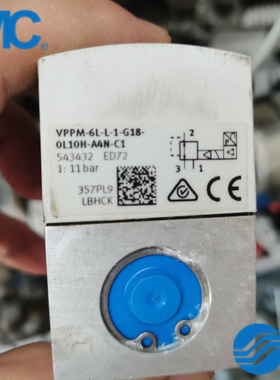 VPPM-6L-L-1-G18-
0L10H-A4N-C1
543432 ED72
1: 11bar
2
3 1
357PL9
LBHCK
CE